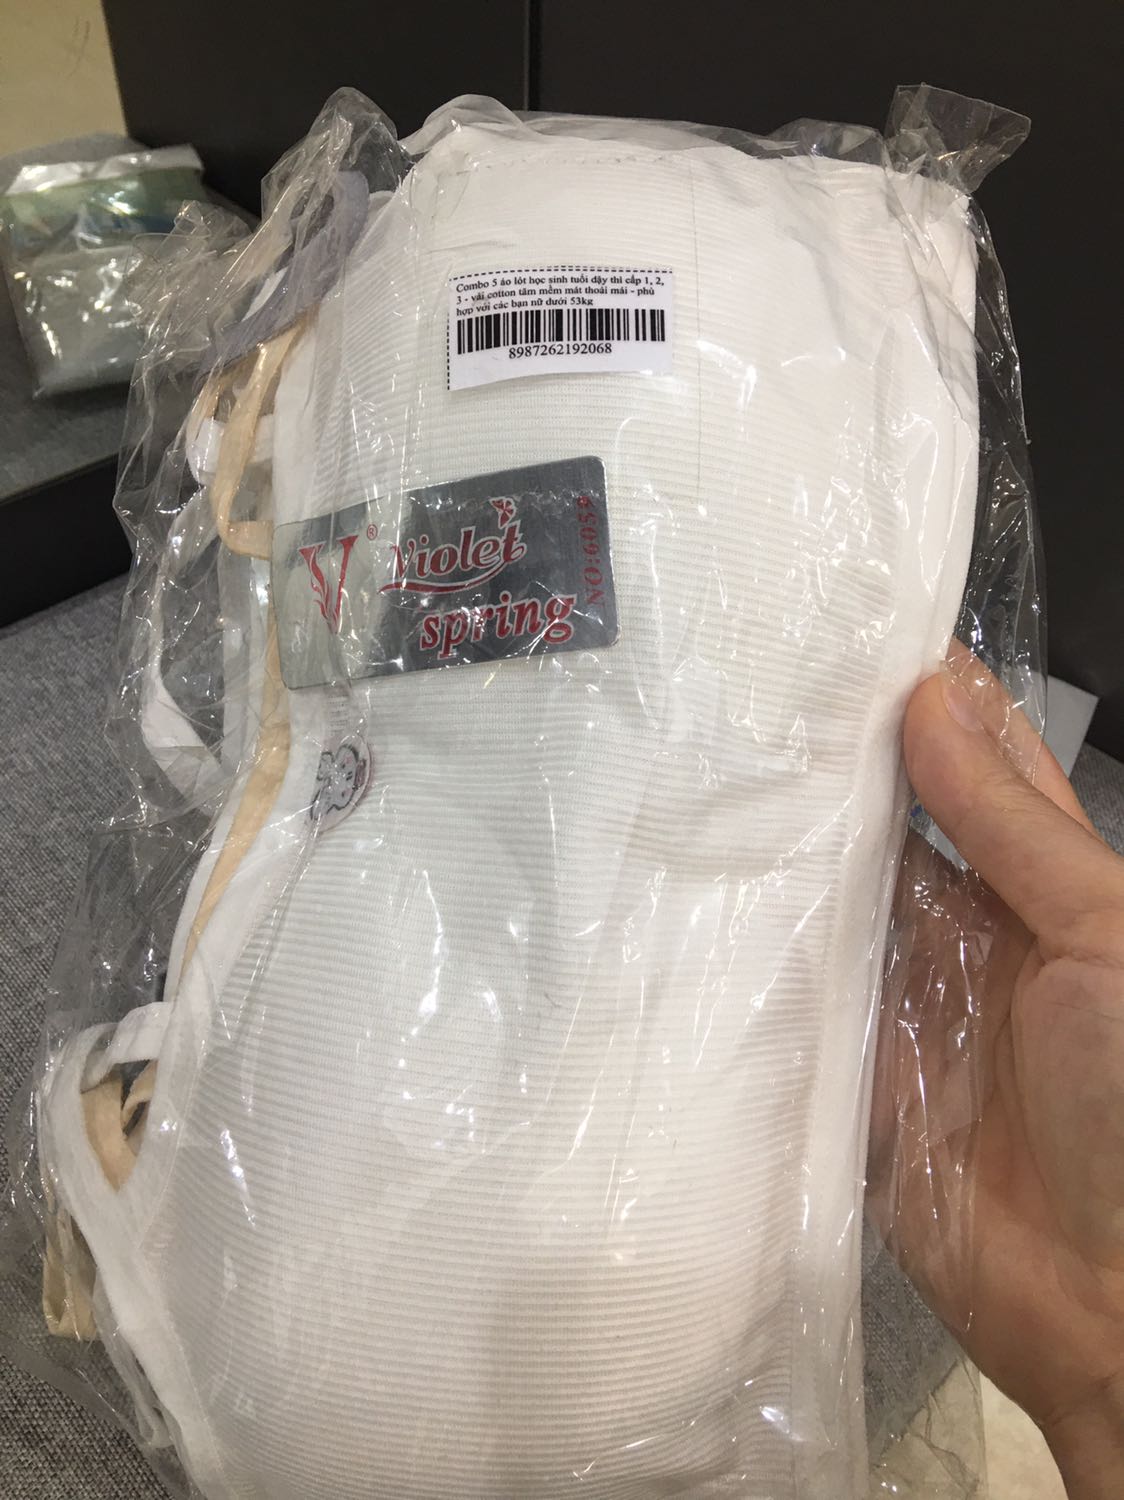 Combo 5 áo lót học sinh tuổi dậy thì cấp 1, 2,
3 - vải cotton tăm mềm mát thoải mái - phù
hợp với các bạn nữ dưới 53kg
8987262192068
V® Violet
spring
NO:6059